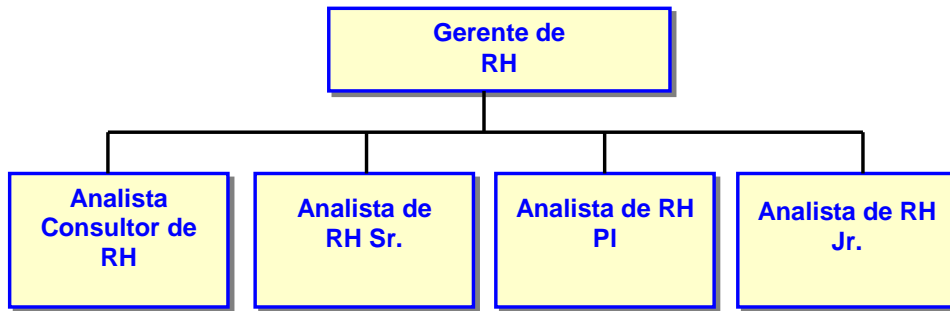 Gerente de
RH
Analista
Consultor de
RH
Analista de
RH Sr.
Analista de RH
Pl
Analista de RH
Jr.